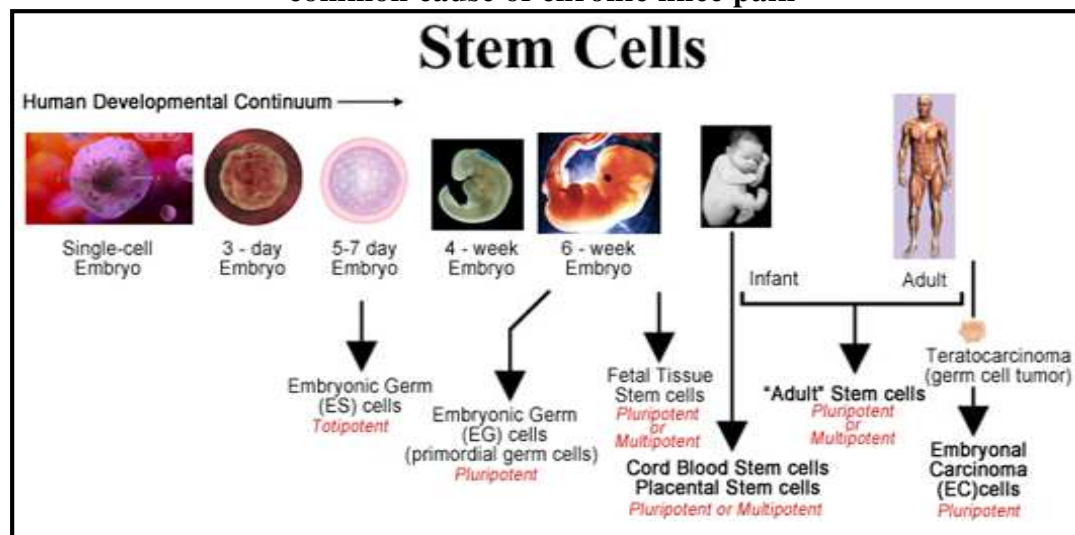 Stem Cells
Human Developmental Continuum
Single-cell
Embryo
3 - day
Embryo
5-7 day
Embryo
4 - week
Embryo
6 - week
Embryo
Infant
Adult
Embryonic Germ
(ES) cells
Totipotent
Embryonic Germ
(EG) cells
(primordial germ cells)
Pluripotent
Fetal Tissue
Stem cells
Pluripotent
or
Multipotent
Cord Blood Stem cells
Placental Stem cells
Pluripotent or Multipotent
"Adult" Stem cells
Pluripotent
or
Multipotent
Teratocarcinoma
(germ cell tumor)
Embryonal
Carcinoma
(EC)cells
Pluripotent